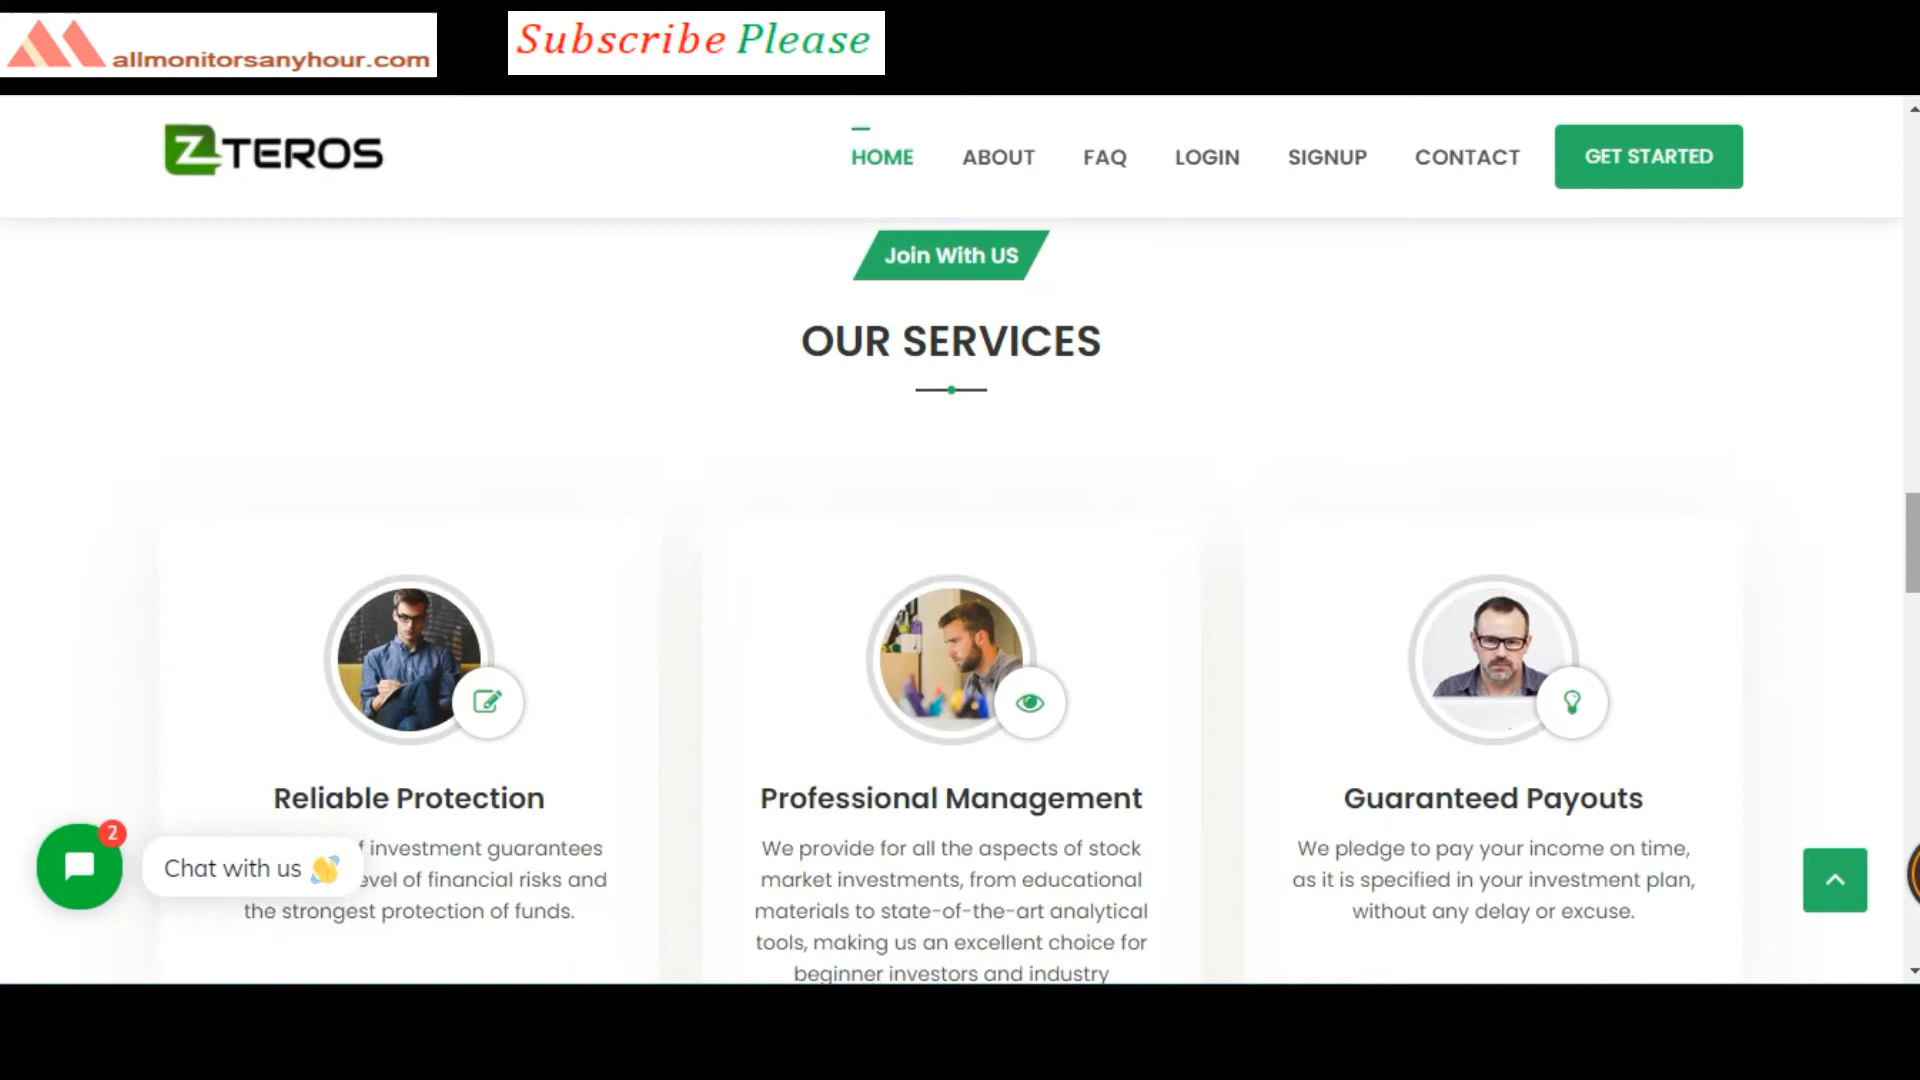 allmonitorsanyhour.com
Subscribe Please
Z TEROS
HOME ABOUT FAQ LOGIN SIGNUP CONTACT GET STARTED
Join With US
OUR SERVICES
Reliable Protection
investment guarantees
level of financial risks and
the strongest protection of funds.
Professional Management
We provide for all the aspects of stock
market investments, from educational
materials to state-of-the-art analytical
tools, making us an excellent choice for
beginner investors and industry
Guaranteed Payouts
We pledge to pay your income on time,
as it is specified in your investment plan,
without any delay or excuse.
2
Chat with us 👋